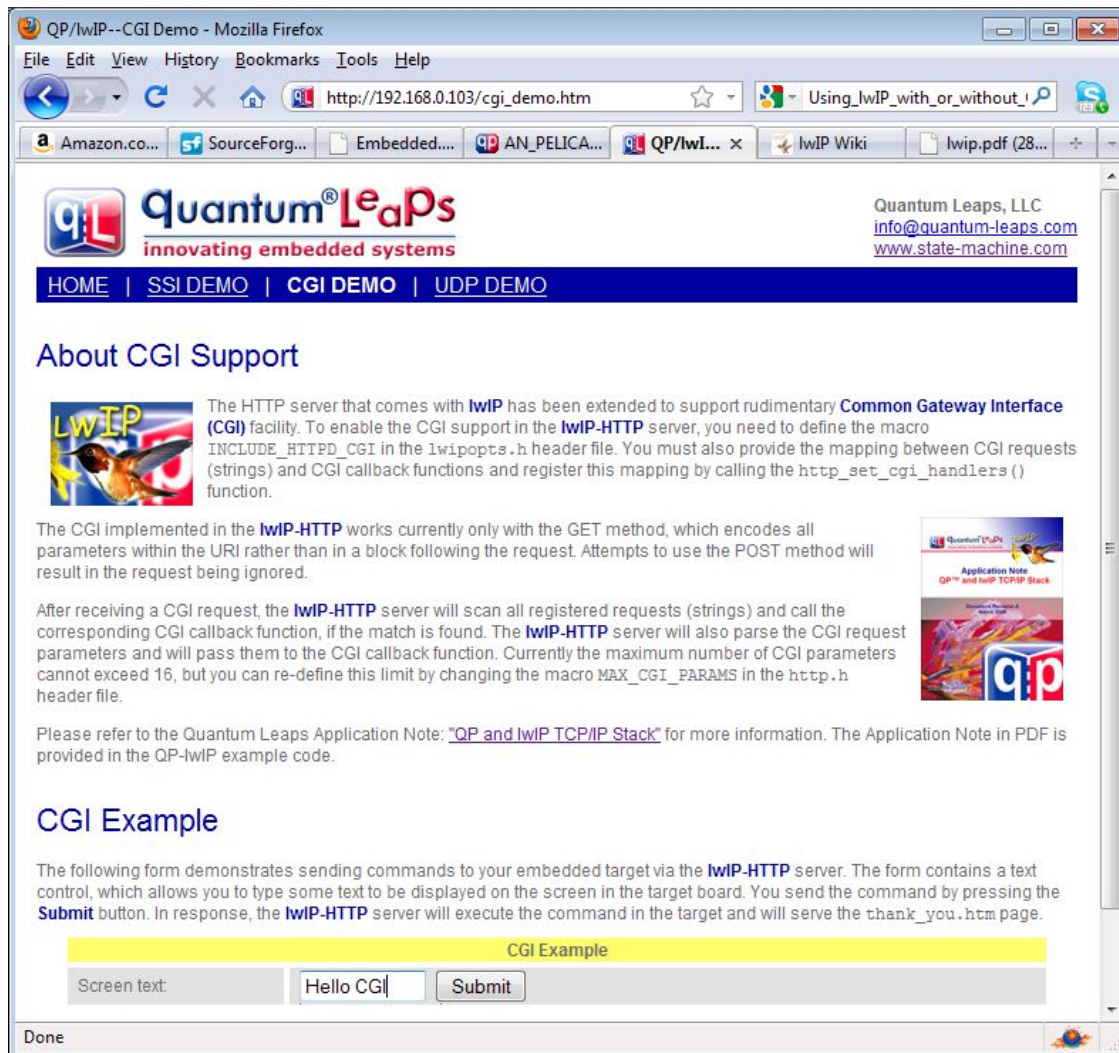 QP/lwIP--CGI Demo - Mozilla Firefox
File Edit View History Bookmarks Tools Help
http://192.168.0.103/cgi_demo.htm
Using_lwIP_with_or_without_
Amazon.co...
SourceForg...
Embedded....
AN_PELICA...
QP/lwI...
lwIP Wiki
lwip.pdf (28...
qL
quantum®LeaPs
innovating embedded systems
Quantum Leaps, LLC
info@quantum-leaps.com
www.state-machine.com
HOME | SSI DEMO | CGI DEMO | UDP DEMO
About CGI Support
LwIP
The HTTP server that comes with lwIP has been extended to support rudimentary Common Gateway Interface
(CGI) facility. To enable the CGI support in the lwIP-HTTP server, you need to define the macro
INCLUDE_HTTPD_CGI in the lwipopts.h header file. You must also provide the mapping between CGI requests
(strings) and CGI callback functions and register this mapping by calling the http_set_cgi_handlers()
function.
The CGI implemented in the lwIP-HTTP works currently only with the GET method, which encodes all
parameters within the URI rather than in a block following the request. Attempts to use the POST method will
result in the request being ignored.
Application Note
QP™ and lwIP TCP/IP Stack
qp
After receiving a CGI request, the lwIP-HTTP server will scan all registered requests (strings) and call the
corresponding CGI callback function, if the match is found. The lwIP-HTTP server will also parse the CGI request
parameters and will pass them to the CGI callback function. Currently the maximum number of CGI parameters
cannot exceed 16, but you can re-define this limit by changing the macro MAX_CGI_PARAMS in the http.h
header file.
Please refer to the Quantum Leaps Application Note: "QP and lwIP TCP/IP Stack" for more information. The Application Note in PDF is
provided in the QP-lwIP example code.
CGI Example
The following form demonstrates sending commands to your embedded target via the lwIP-HTTP server. The form contains a text
control, which allows you to type some text to be displayed on the screen in the target board. You send the command by pressing the
Submit button. In response, the lwIP-HTTP server will execute the command in the target and will serve the thank_you.htm page.
CGI Example
Screen text: Hello CGI Submit
Done